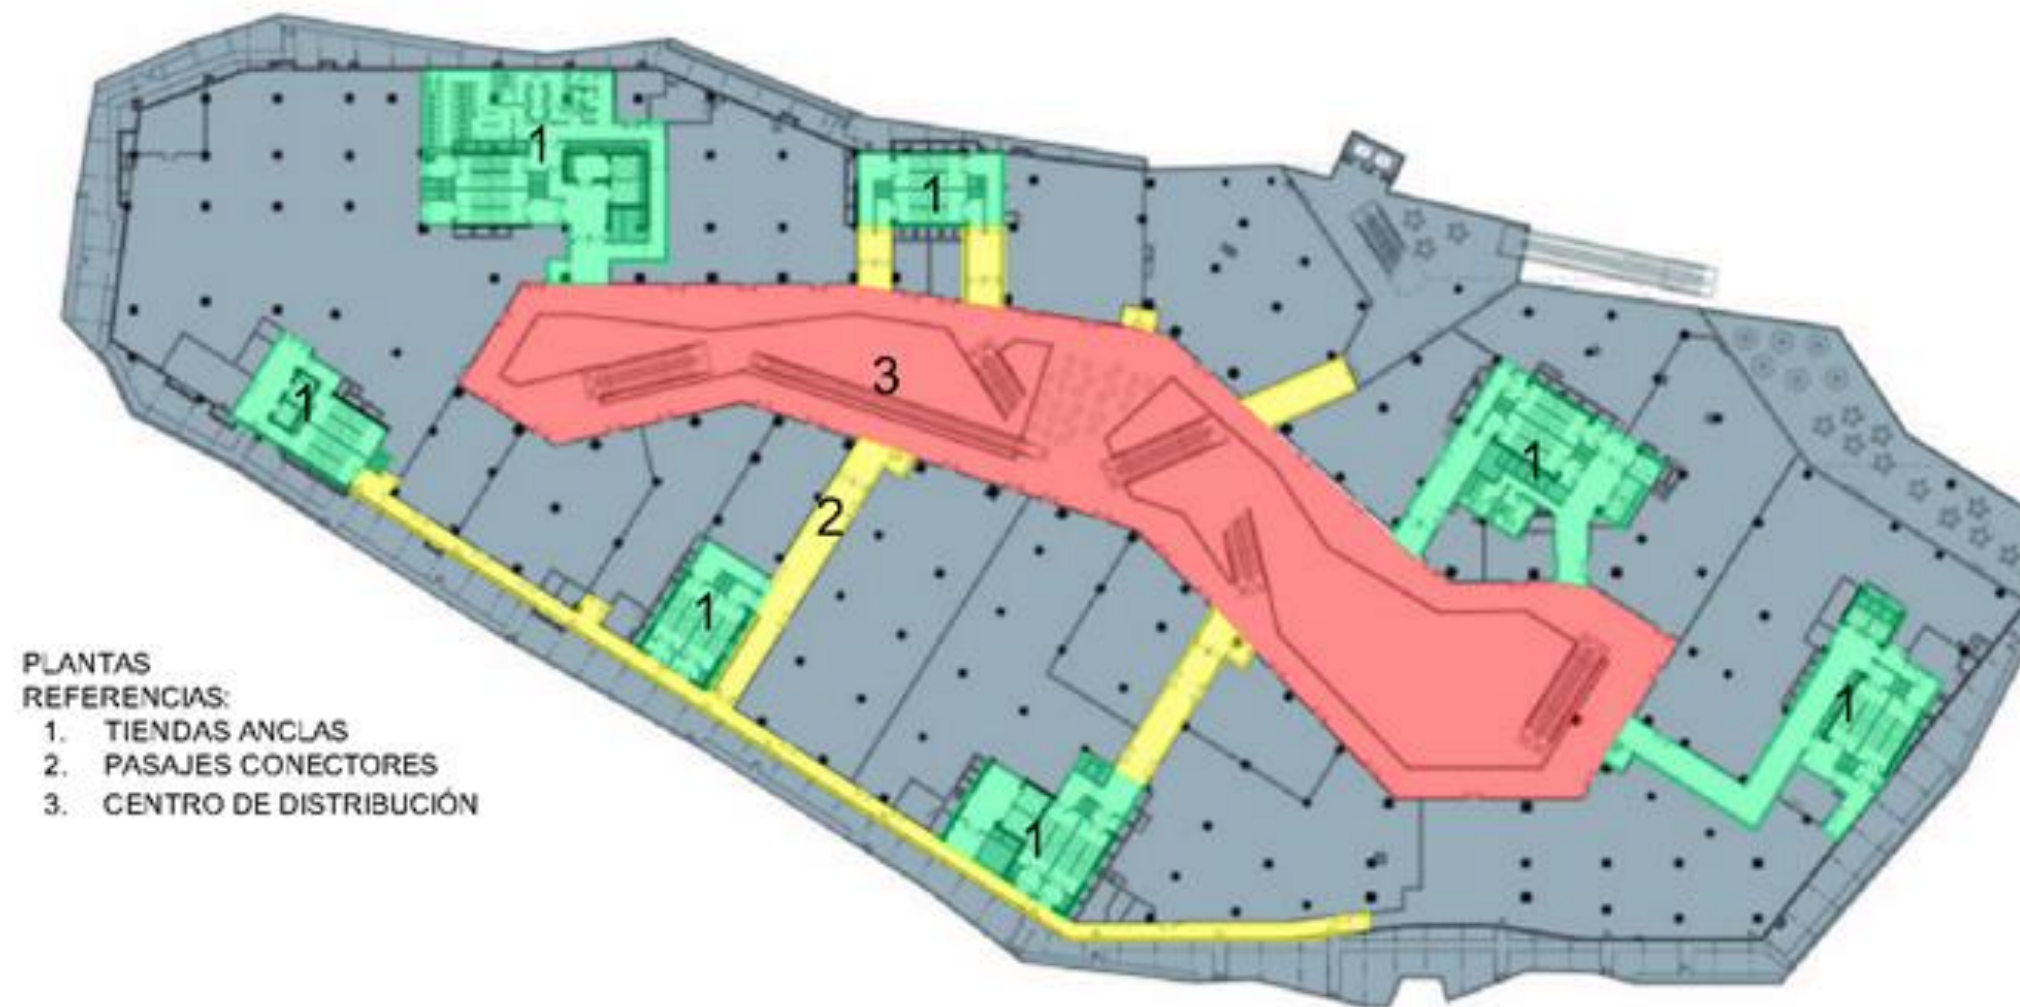 1
1
1
3
1
2
1
1
1
PLANTAS
REFERENCIAS:
1. TIENDAS ANCLAS
2. PASAJES CONECTORES
3. CENTRO DE DISTRIBUCIÓN